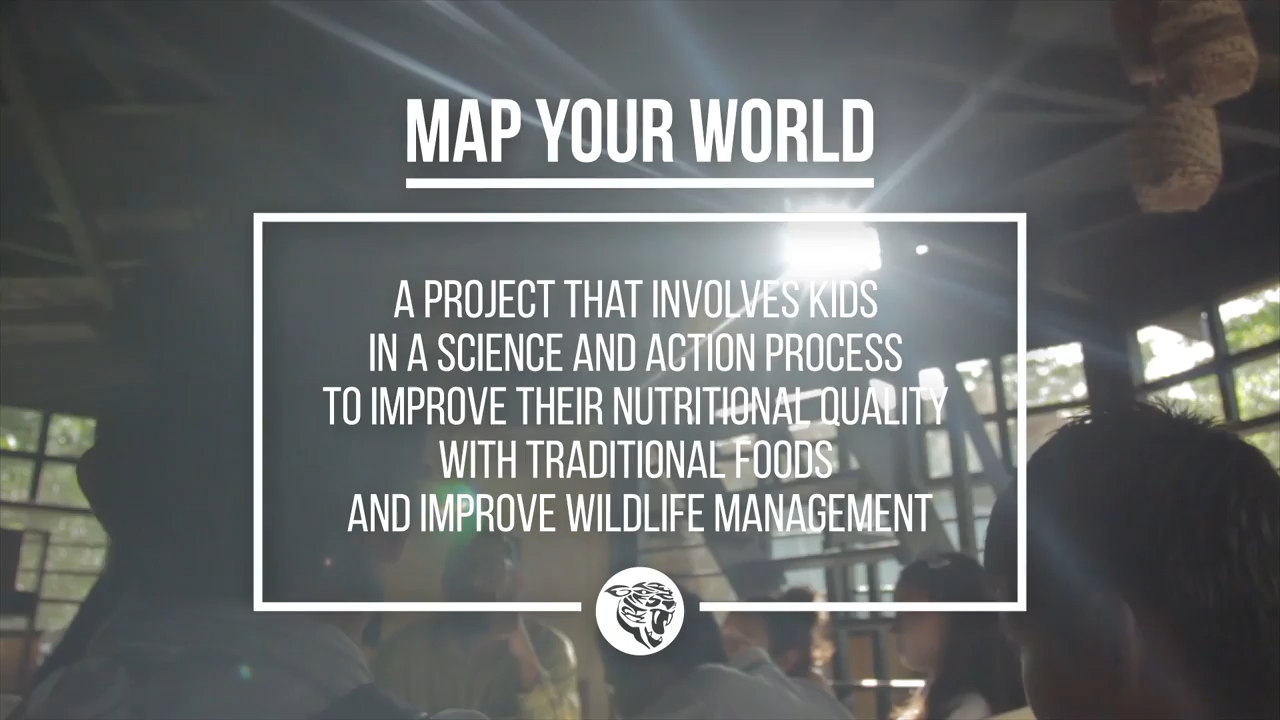 MAP YOUR WORLD
A PROJECT THAT INVOLVES KIDS
IN A SCIENCE AND ACTION PROCESS
TO IMPROVE THEIR NUTRITIONAL QUALITY
WITH TRADITIONAL FOODS
AND IMPROVE WILDLIFE MANAGEMENT